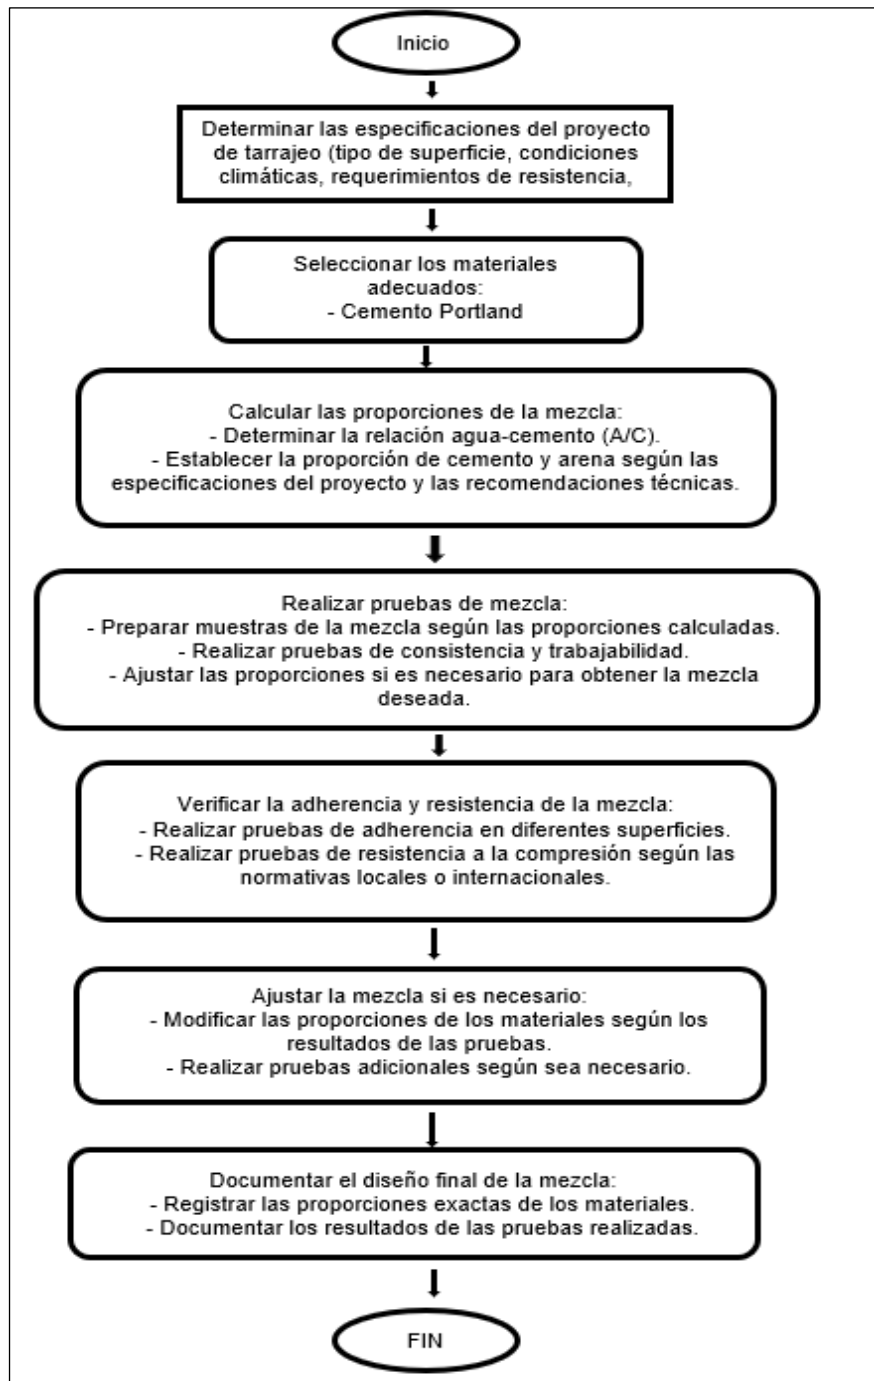 Inicio
Determinar las especificaciones del proyecto
de tarrajeo (tipo de superficie, condiciones
climáticas, requerimientos de resistencia,
Seleccionar los materiales
adecuados:
- Cemento Portland
Calcular las proporciones de la mezcla:
- Determinar la relación agua-cemento (A/C).
- Establecer la proporción de cemento y arena según las
especificaciones del proyecto y las recomendaciones técnicas.
Realizar pruebas de mezcla:
- Preparar muestras de la mezcla según las proporciones calculadas.
- Realizar pruebas de consistencia y trabajabilidad.
- Ajustar las proporciones si es necesario para obtener la mezcla
deseada.
Verificar la adherencia y resistencia de la mezcla:
- Realizar pruebas de adherencia en diferentes superficies.
- Realizar pruebas de resistencia a la compresión según las
normativas locales o internacionales.
Ajustar la mezcla si es necesario:
- Modificar las proporciones de los materiales según los
resultados de las pruebas.
- Realizar pruebas adicionales según sea necesario.
Documentar el diseño final de la mezcla:
- Registrar las proporciones exactas de los materiales.
- Documentar los resultados de las pruebas realizadas.
FIN